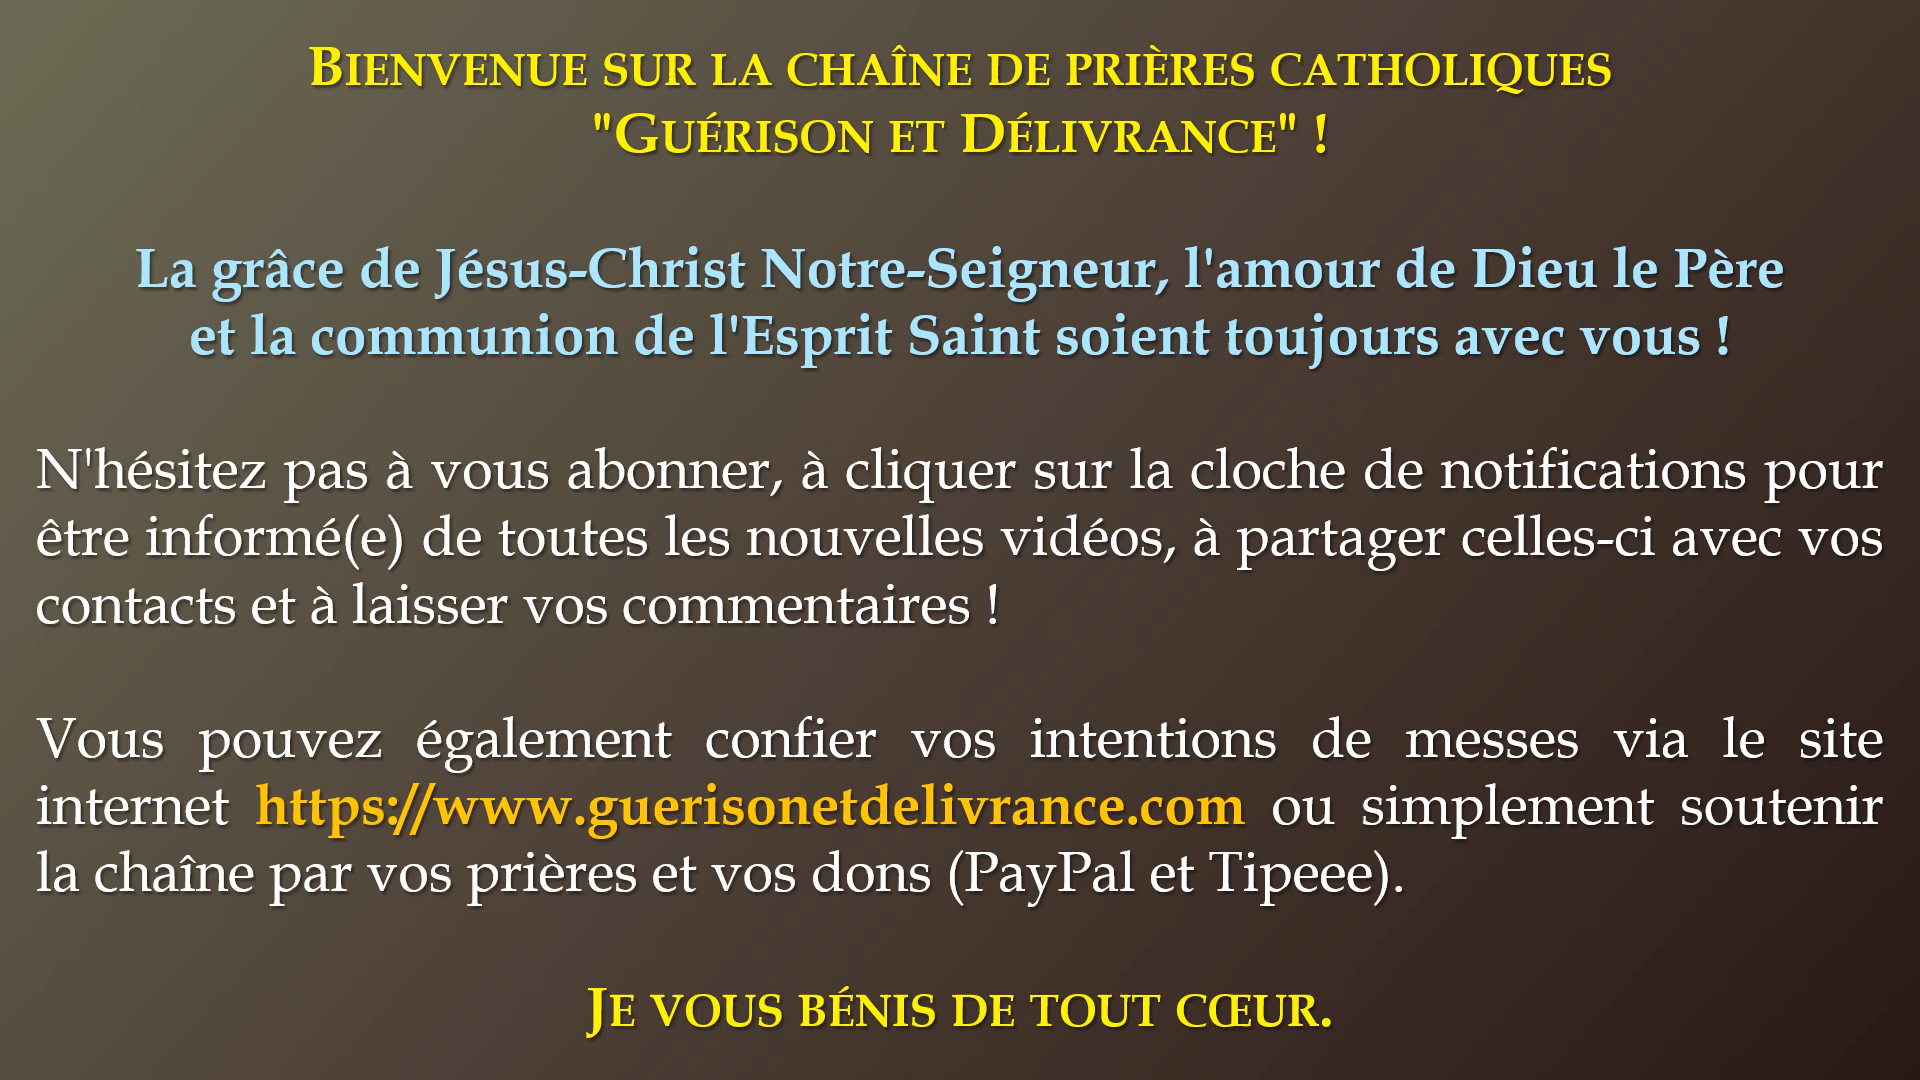 BIENVENUE SUR LA CHAÎNE DE PRIÈRES CATHOLIQUES
"GUÉRISON ET DÉLIVRANCE" !
La grâce de Jésus-Christ Notre-Seigneur, l'amour de Dieu le Père
et la communion de l'Esprit Saint soient toujours avec vous !
N'hésitez pas à vous abonner, à cliquer sur la cloche de notifications pour
être informé(e) de toutes les nouvelles vidéos, à partager celles-ci avec vos
contacts et à laisser vos commentaires !
Vous pouvez également confier vos intentions de messes via le site
internet https://www.guerisonetdelivrance.com ou simplement soutenir
la chaîne par vos prières et vos dons (PayPal et Tipeee).
JE VOUS BÉNIS DE TOUT CŒUR.